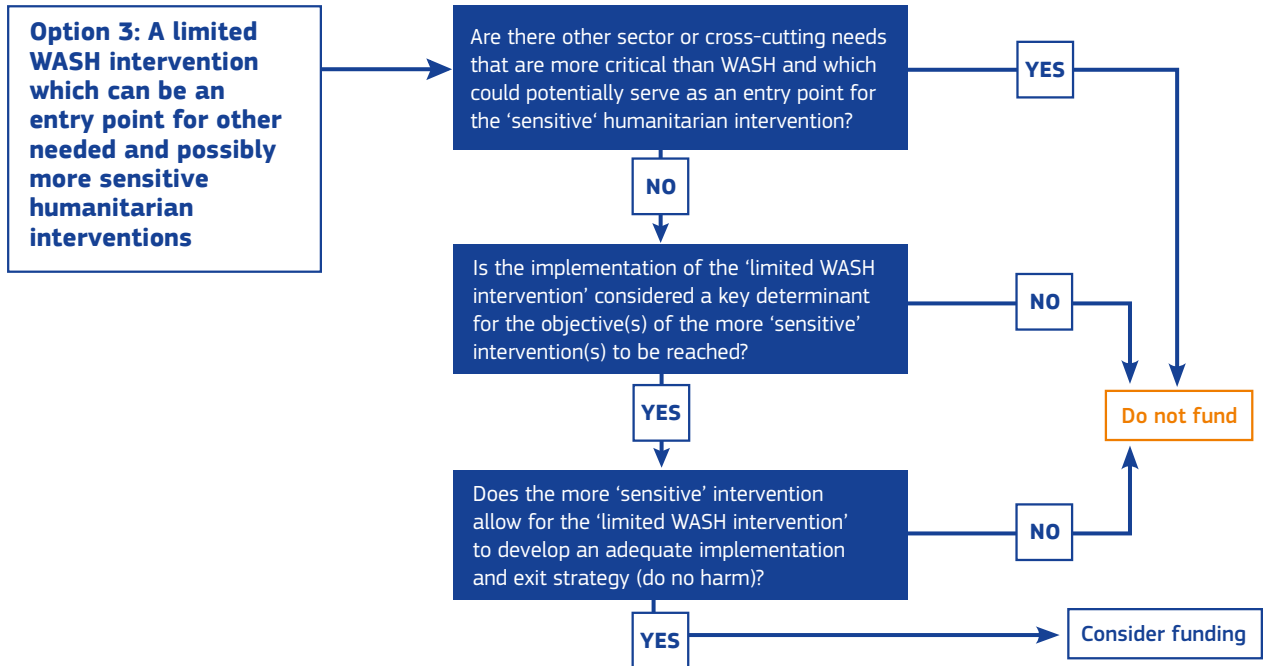 Option 3: A limited
WASH intervention
which can be an
entry point for other
needed and possibly
more sensitive
humanitarian
interventions
Are there other sector or cross-cutting needs
that are more critical than WASH and which
could potentially serve as an entry point for
the ‘sensitive‘ humanitarian intervention?
YES
NO
Is the implementation of the ‘limited WASH
intervention’ considered a key determinant
for the objective(s) of the more ‘sensitive’
intervention(s) to be reached?
NO
YES
Do not fund
Does the more ‘sensitive’ intervention
allow for the ‘limited WASH intervention’
to develop an adequate implementation
and exit strategy (do no harm)?
NO
YES
Consider funding